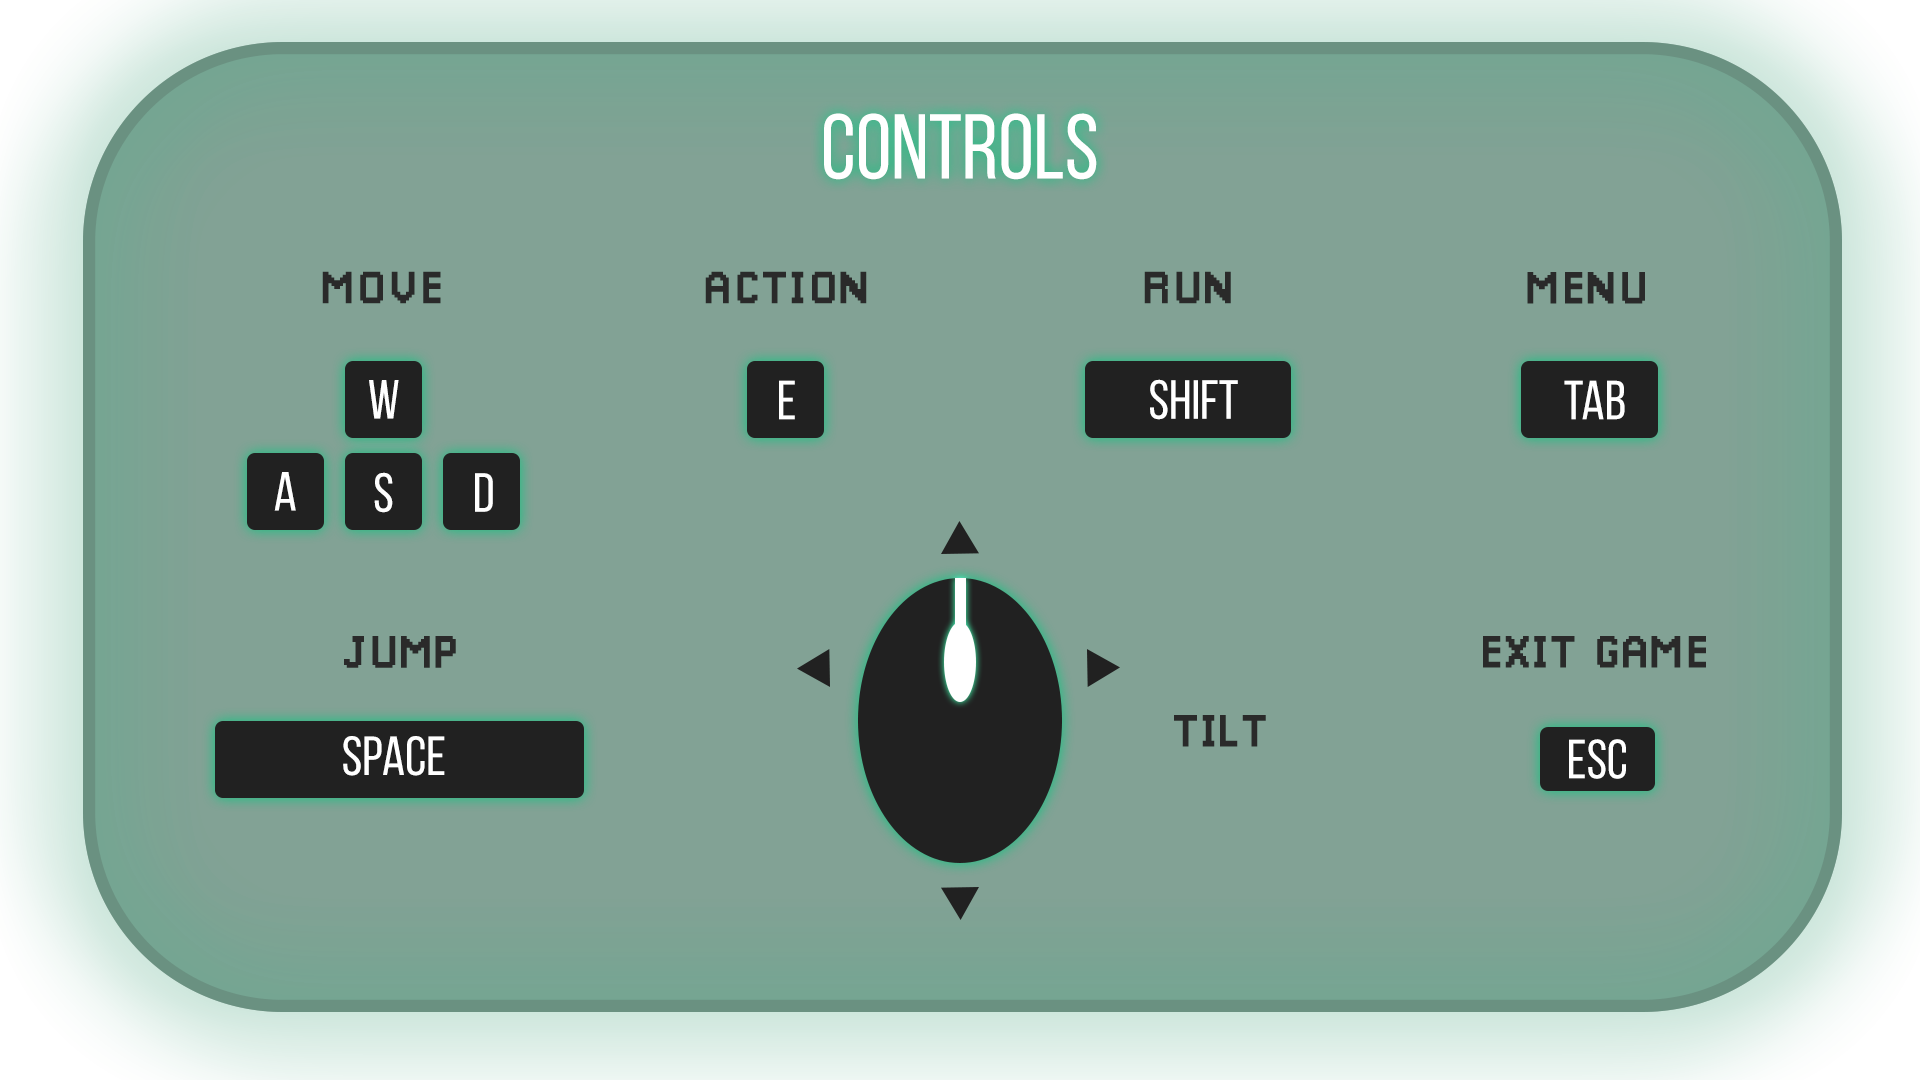 CONTROLS
MOVE
ACTION
RUN
MENU
W
E
SHIFT
TAB
A S D
JUMP
EXIT GAME
TILT
SPACE
ESC